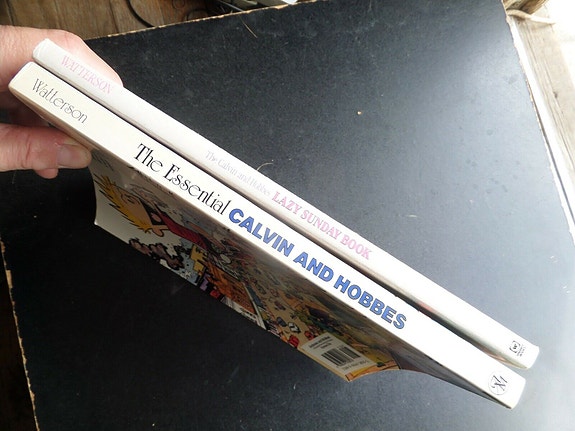 WATTERSON The Calvin and Hobbes LAZY SUNDAY BOOK
Watterson The Essential CALVIN AND HOBBES